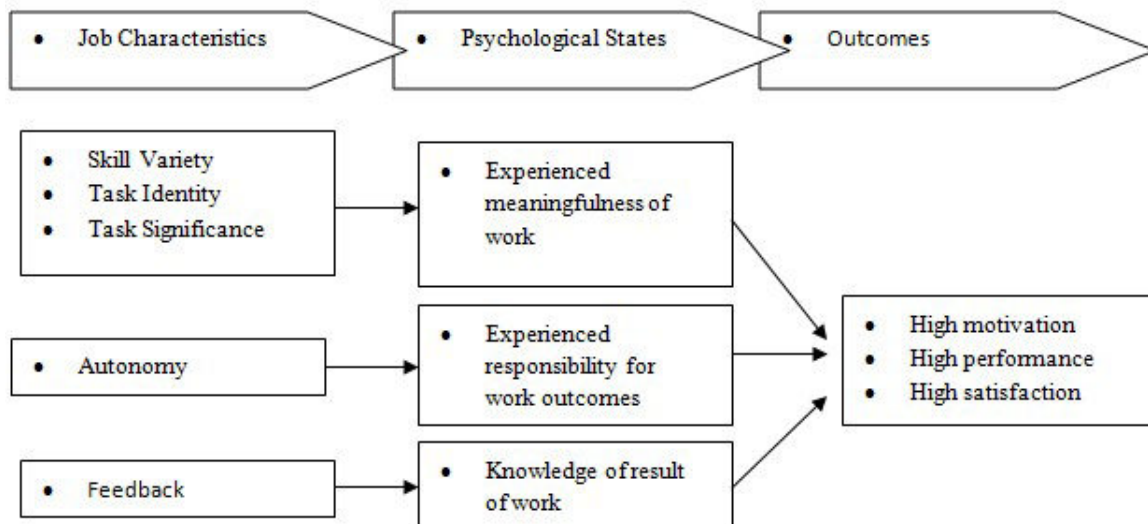 • Job Characteristics
• Psychological States
• Outcomes
• Skill Variety
• Task Identity
• Task Significance
• Experienced
meaningfulness of
work
• Autonomy
• Experienced
responsibility for
work outcomes
• Feedback
• Knowledge of result
of work
• High motivation
• High performance
• High satisfaction